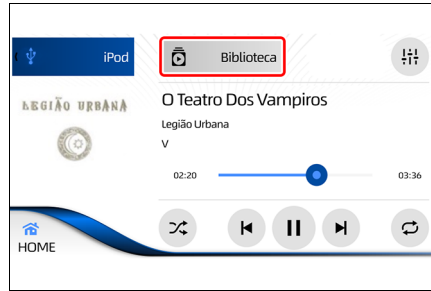 iPod
Biblioteca
LEGIÃO URBANA
O Teatro Dos Vampiros
Legião Urbana
V
02:20
03:36
HOME